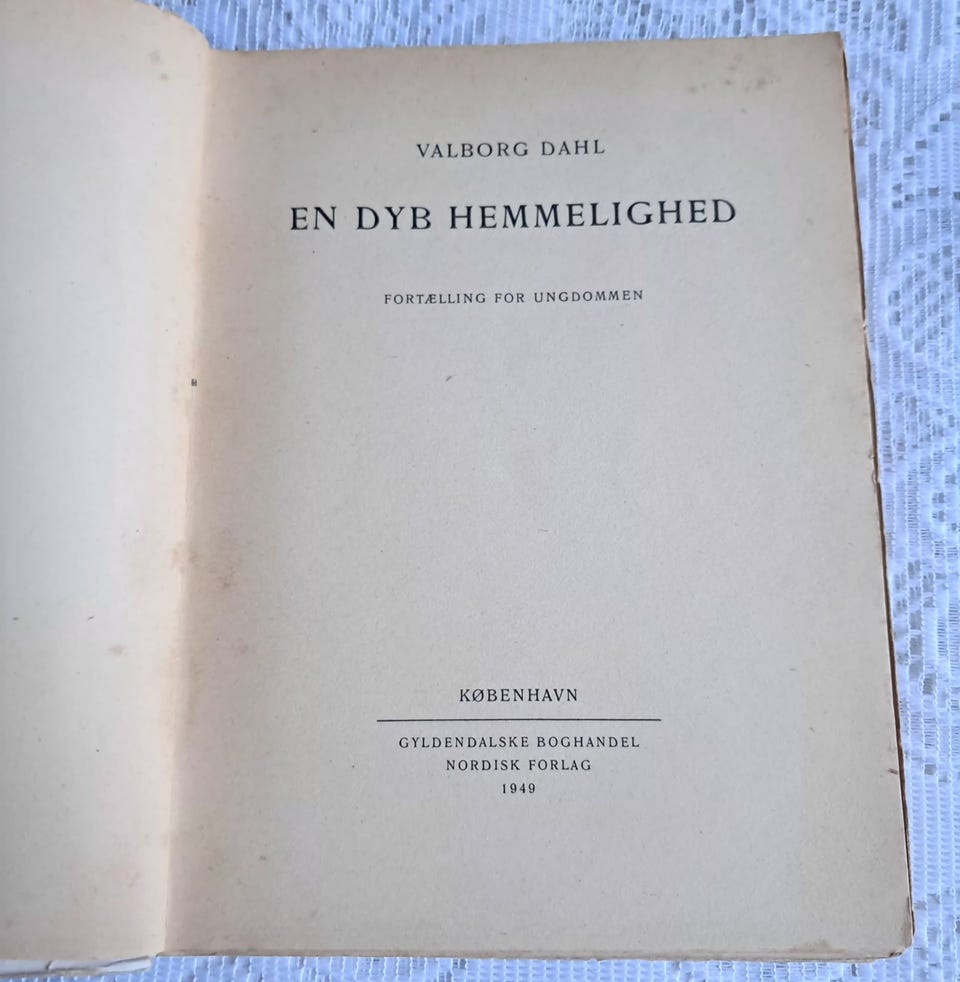 VALBORG DAHL
EN DYB HEMMELIGHED
FORTÆLLING FOR UNGDOMMEN
KØBENHAVN
GYLDENDALSKE BOGHANDEL
NORDISK FORLAG
1949